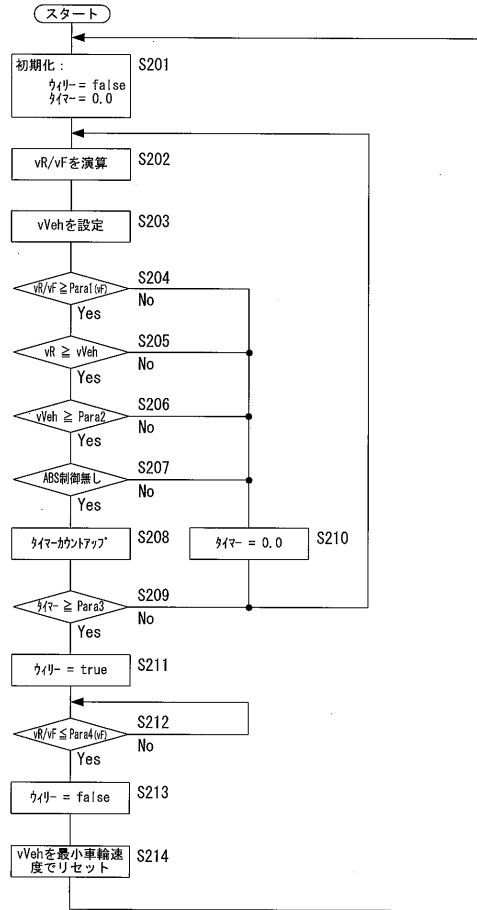 スタート
初期化：
ウィリー = false
タイマー = 0.0
S201
vR/vFを演算
S202
vVehを設定
S203
vR/vF≧Para1(vF)
S204
No
Yes
vR ≧ vVeh
S205
No
Yes
vVeh ≧ Para2
S206
No
Yes
ABS制御無し
S207
No
Yes
タイマーカウントアップ
S208
タイマー = 0.0
S210
タイマー ≧ Para3
S209
No
Yes
ウィリー = true
S211
vR/vF≦Para4(vF)
S212
No
Yes
ウィリー = false
S213
vVehを最小車輪速
度でリセット
S214